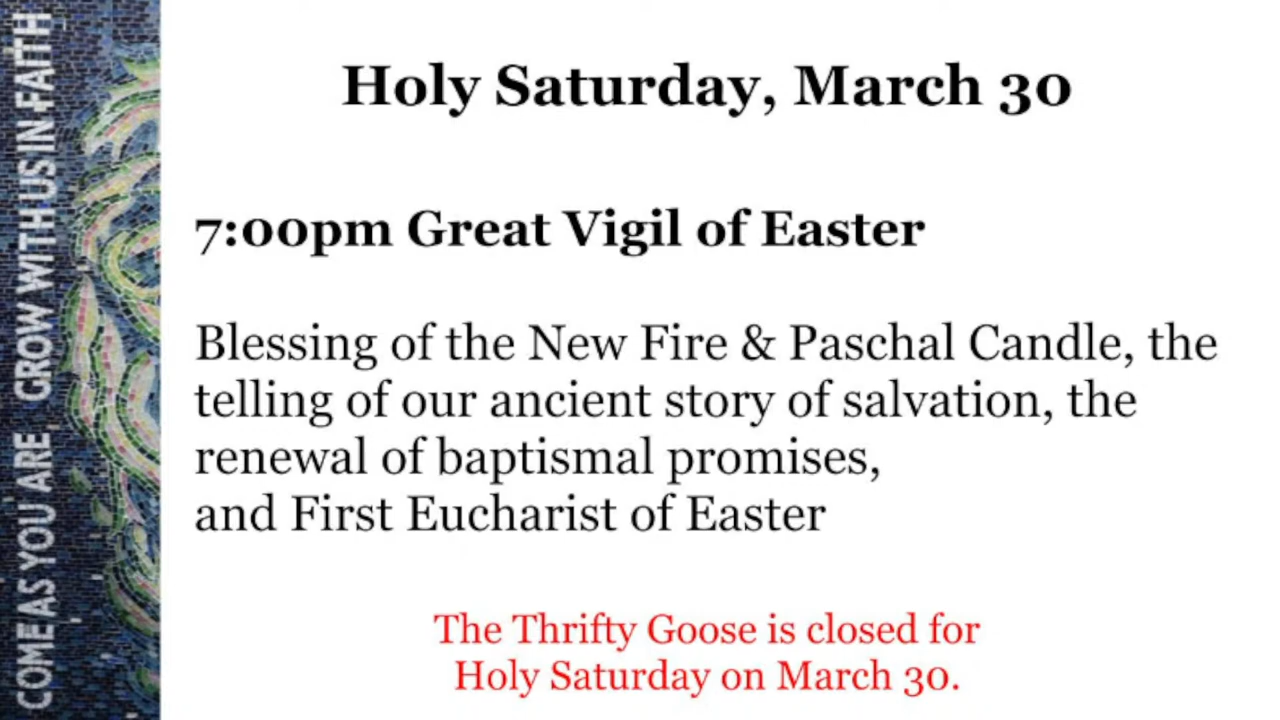 COME AS YOU ARE  GROW WITH US IN FAITH
Holy Saturday, March 30
7:00pm Great Vigil of Easter
Blessing of the New Fire & Paschal Candle, the
telling of our ancient story of salvation, the
renewal of baptismal promises,
and First Eucharist of Easter
The Thrifty Goose is closed for
Holy Saturday on March 30.